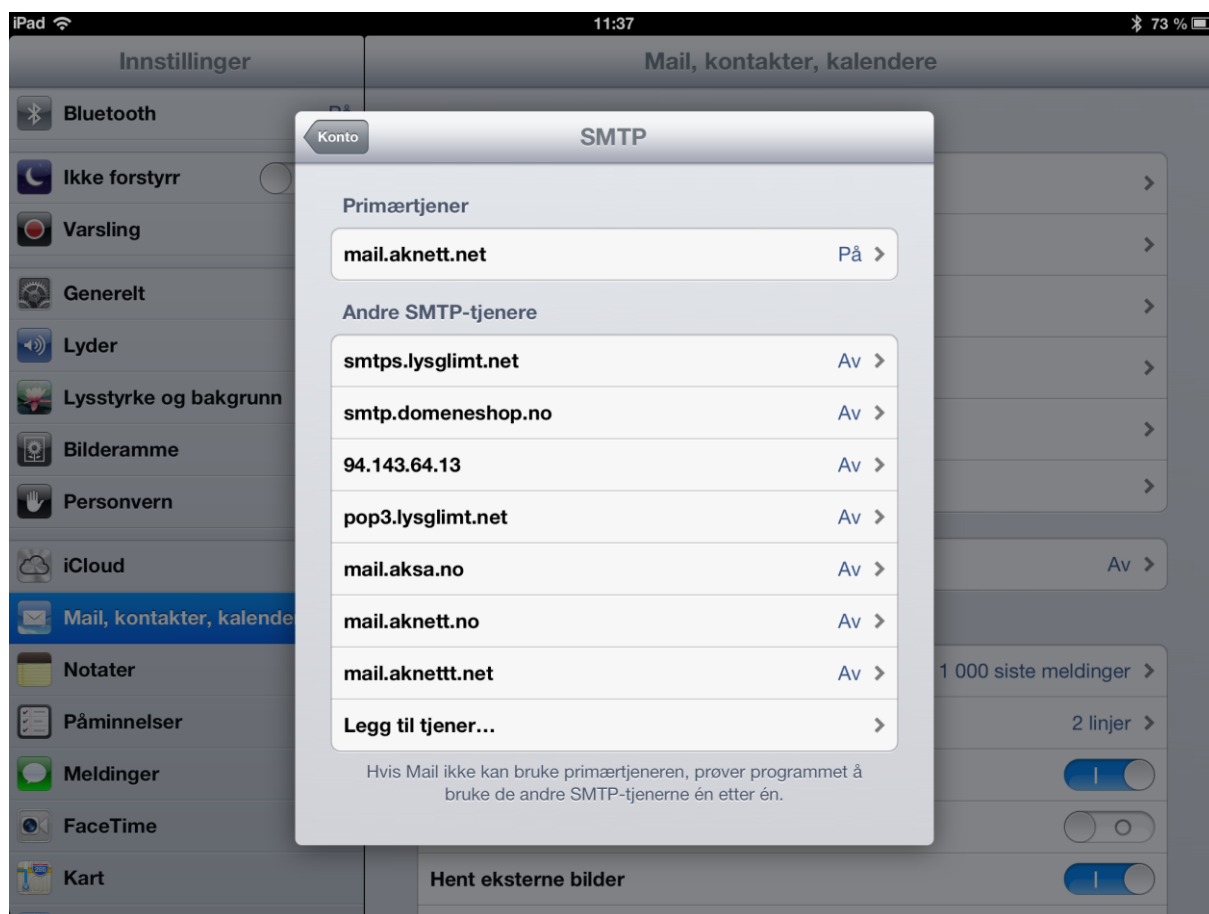 iPad 11:37 73 %
Innstillinger
Mail, kontakter, kalendere
Bluetooth
Ikke forstyrr
Varsling
Generelt
Lyder
Lysstyrke og bakgrunn
Bilderamme
Personvern
iCloud
Mail, kontakter, kalende
Notater
Påminnelser
Meldinger
FaceTime
Kart
Konto
SMTP
Primærtjener
mail.aknett.net På
Andre SMTP-tjenere
smtps.lysglimt.net Av
smtp.domeneshop.no Av
94.143.64.13 Av
pop3.lysglimt.net Av
mail.aksa.no Av
mail.aknett.no Av
mail.aknettt.net Av
Legg til tjener...
Hvis Mail ikke kan bruke primærtjeneren, prøver programmet å
bruke de andre SMTP-tjenerne én etter én.
Av
1 000 siste meldinger
2 linjer
Hent eksterne bilder